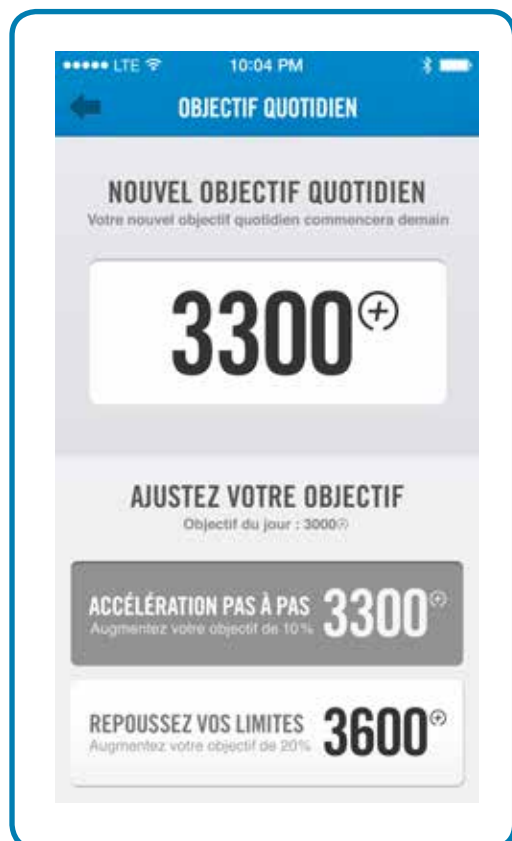 LTE 10:04 PM
OBJECTIF QUOTIDIEN
NOUVEL OBJECTIF QUOTIDIEN
Votre nouvel objectif quotidien commencera demain
3300
AJUSTEZ VOTRE OBJECTIF
Objectif du jour : 3000
ACCÉLÉRATION PAS À PAS 3300
Augmentez votre objectif de 10%
REPOUSSEZ VOS LIMITES 3600
Augmentez votre objectif de 20%